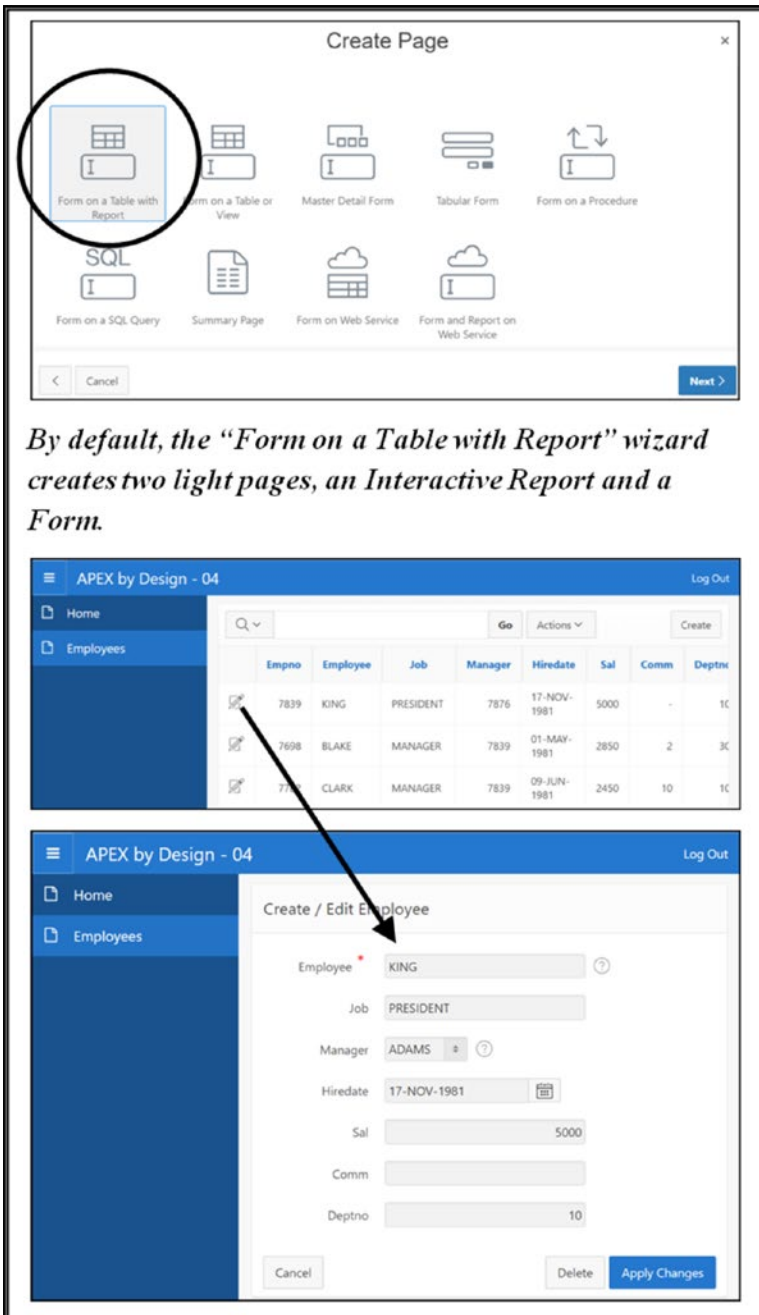 Create Page ×
Form on a Table with Report
Form on a Table or View
Master Detail Form
Tabular Form
Form on a Procedure
SQL
Form on a SQL Query
Summary Page
Form on Web Service
Form and Report on Web Service
< Cancel Next >
By default, the “Form on a Table with Report” wizard
creates two light pages, an Interactive Report and a
Form.
APEX by Design - 04 Log Out
Home
Employees
Go Actions Create
Empno Employee Job Manager Hiredate Sal Comm Deptno
7839 KING PRESIDENT 7876 17-NOV-1981 5000 - 10
7698 BLAKE MANAGER 7839 01-MAY-1981 2850 2 30
CLARK MANAGER 7839 09-JUN-1981 2450 10 10
APEX by Design - 04 Log Out
Home
Employees
Create / Edit Employee
Employee * KING ?
Job PRESIDENT
Manager ADAMS ?
Hiredate 17-NOV-1981
Sal 5000
Comm
Deptno 10
Cancel Delete Apply Changes